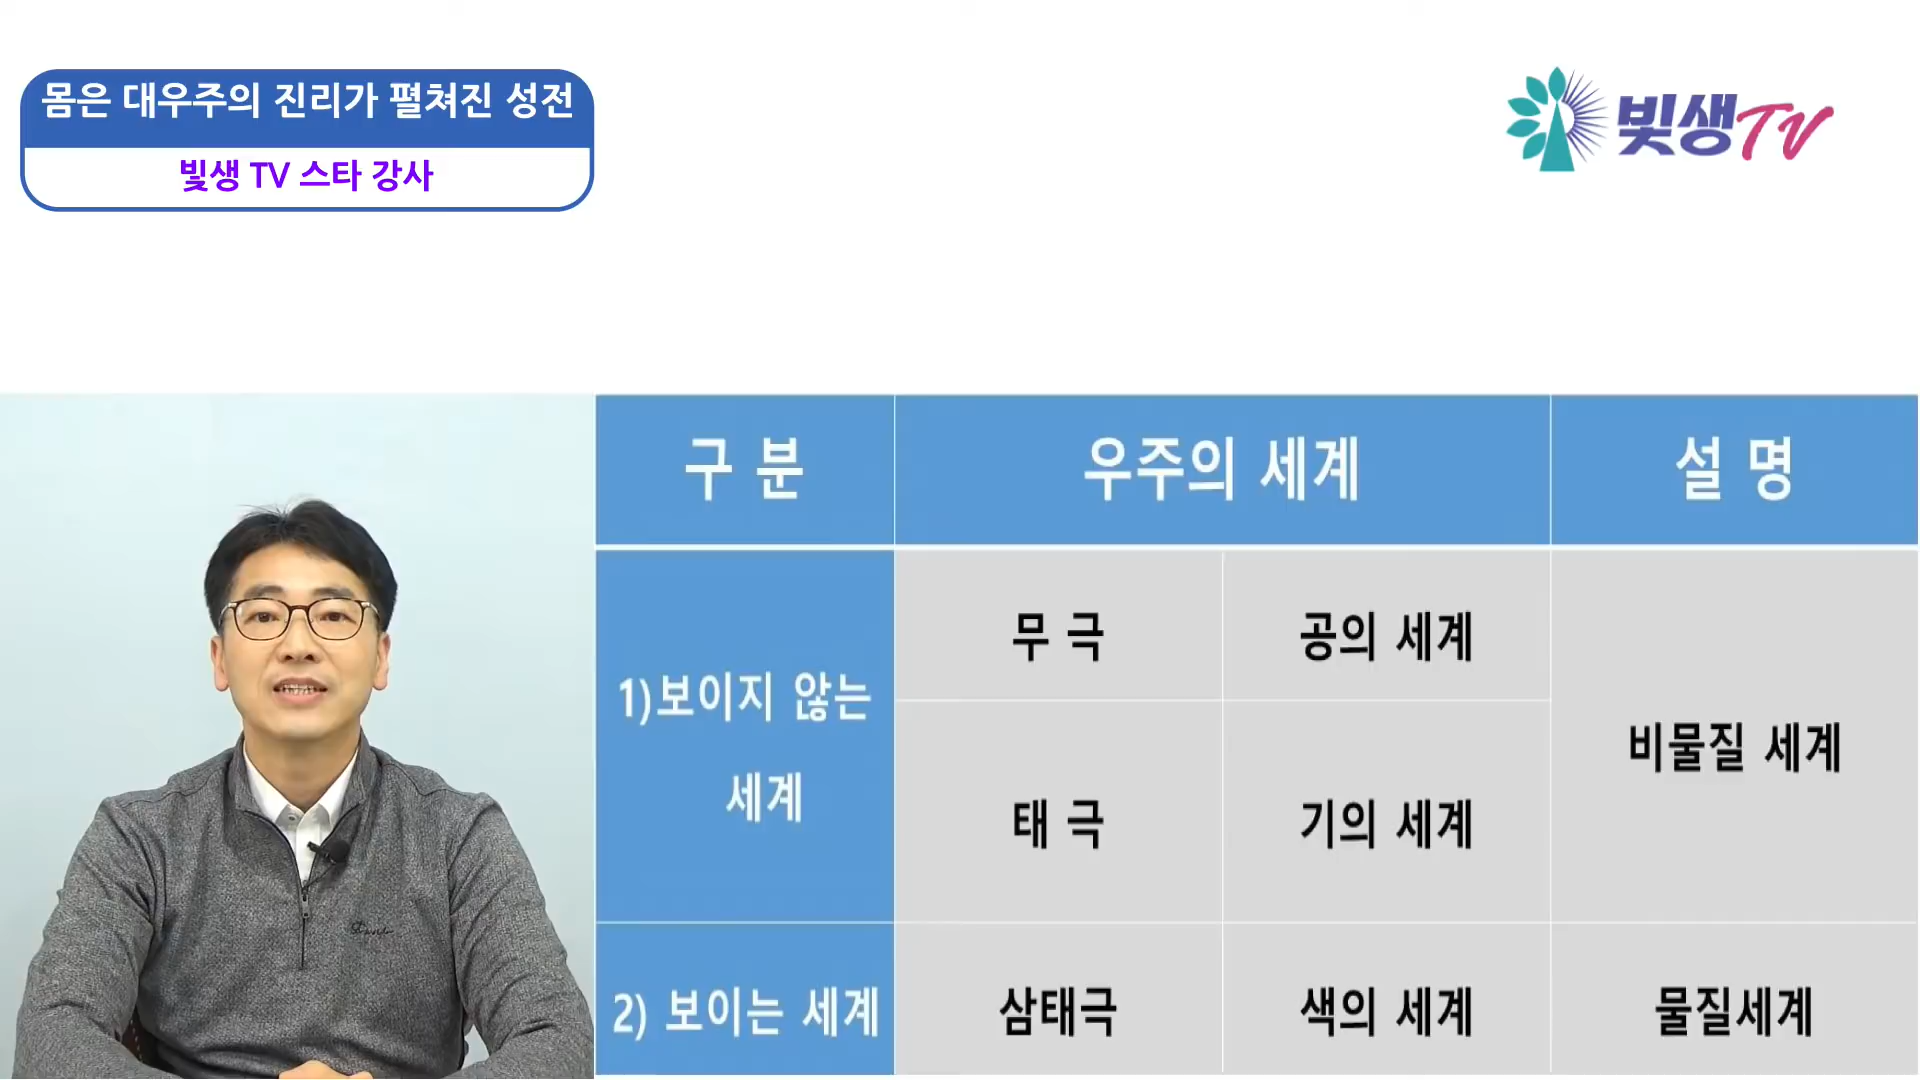 몸은 대우주의 진리가 펼쳐진 성전
빛생 TV 스타 강사
빛생TV
구 분
우주의 세계
설 명
1)보이지 않는
세계
무 극
공의 세계
비물질 세계
태 극
기의 세계
2) 보이는 세계
삼태극
색의 세계
물질세계